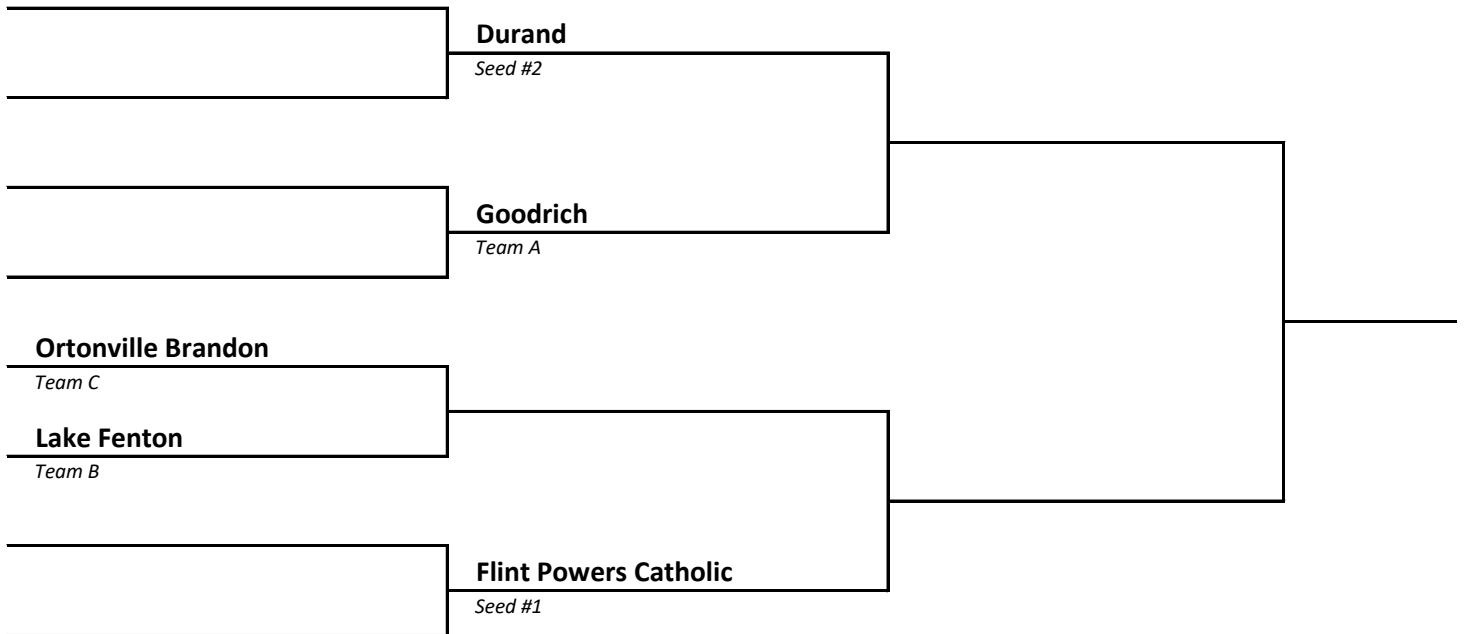 Durand
Seed #2
Goodrich
Team A
Ortonville Brandon
Team C
Lake Fenton
Team B
Flint Powers Catholic
Seed #1